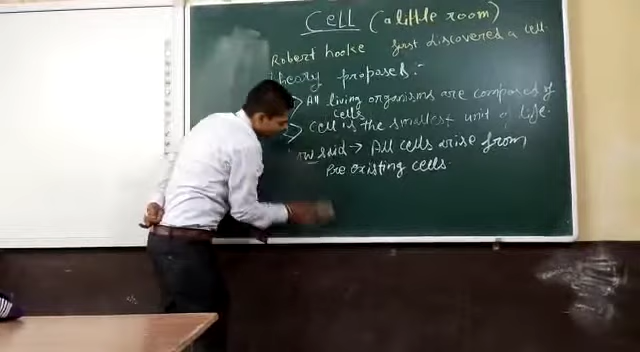 Cell (a little room)
Robert hooke first discovered a cell.
theory proposed :-
All living organisms are composed of
cells
Cell is the smallest unit of life.
said → All cells arise from
Pre existing cells.